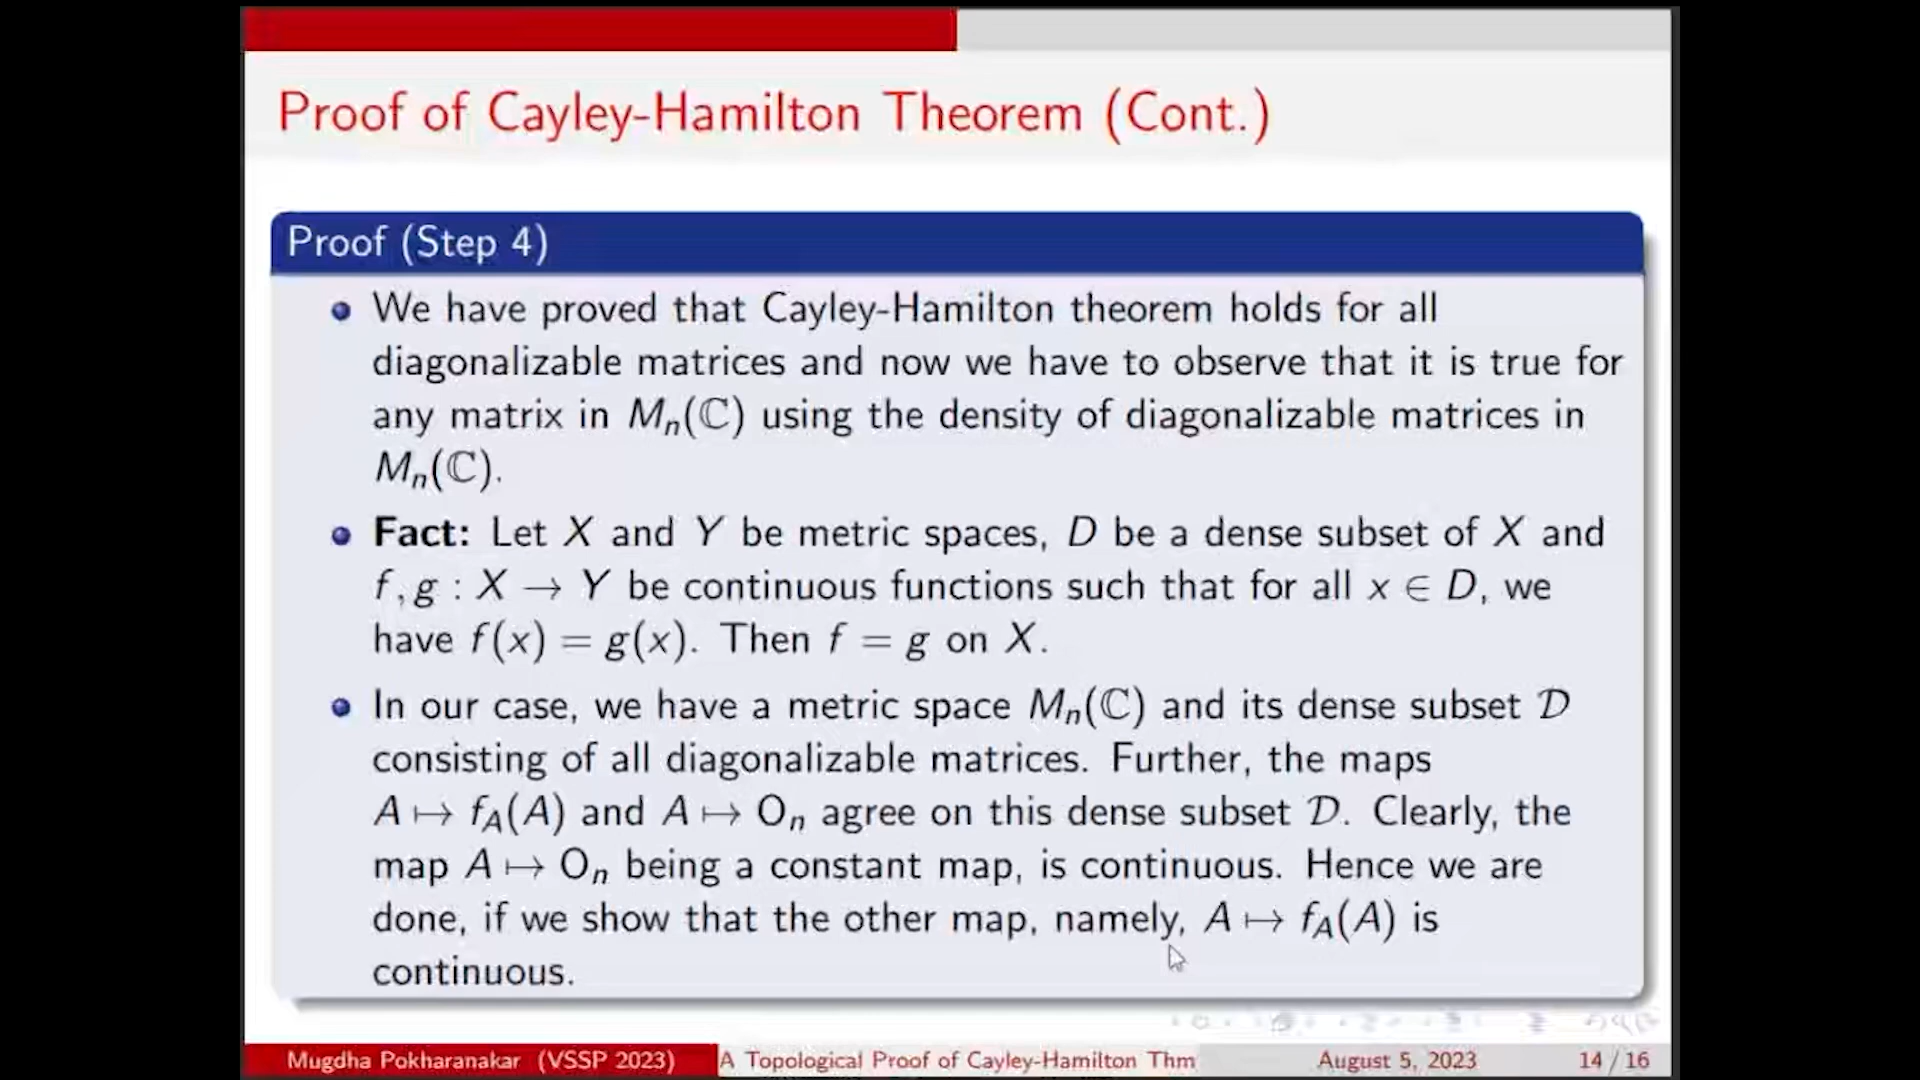 Proof of Cayley-Hamilton Theorem (Cont.)
Proof (Step 4)
We have proved that Cayley-Hamilton theorem holds for all
diagonalizable matrices and now we have to observe that it is true for
any matrix in Mₙ(ℂ) using the density of diagonalizable matrices in
Mₙ(ℂ).
Fact: Let X and Y be metric spaces, D be a dense subset of X and
f, g : X → Y be continuous functions such that for all x ∈ D, we
have f(x) = g(x). Then f = g on X.
In our case, we have a metric space Mₙ(ℂ) and its dense subset 𝒟
consisting of all diagonalizable matrices. Further, the maps
A ↦ f_A(A) and A ↦ Oₙ agree on this dense subset 𝒟. Clearly, the
map A ↦ Oₙ being a constant map, is continuous. Hence we are
done, if we show that the other map, namely, A ↦ f_A(A) is
continuous.
Mugdha Pokharanakar (VSSP 2023) A Topological Proof of Cayley-Hamilton Thm August 5, 2023 14 / 16